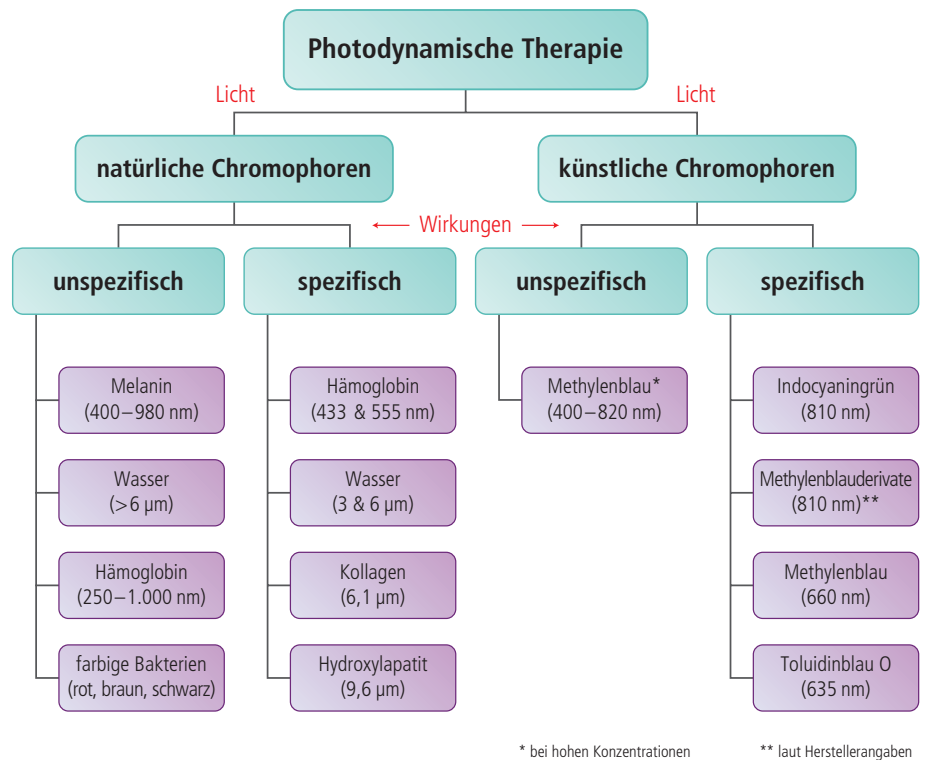 Photodynamische Therapie
Licht
Licht
natürliche Chromophoren
künstliche Chromophoren
← Wirkungen →
unspezifisch
spezifisch
unspezifisch
spezifisch
Melanin
(400–980 nm)
Wasser
(>6 µm)
Hämoglobin
(250–1.000 nm)
farbige Bakterien
(rot, braun, schwarz)
Hämoglobin
(433 & 555 nm)
Wasser
(3 & 6 µm)
Kollagen
(6,1 µm)
Hydroxylapatit
(9,6 µm)
Methylenblau*
(400–820 nm)
Indocyaningrün
(810 nm)
Methylenblauderivate
(810 nm)**
Methylenblau
(660 nm)
Toluidinblau O
(635 nm)
* bei hohen Konzentrationen
** laut Herstellerangaben